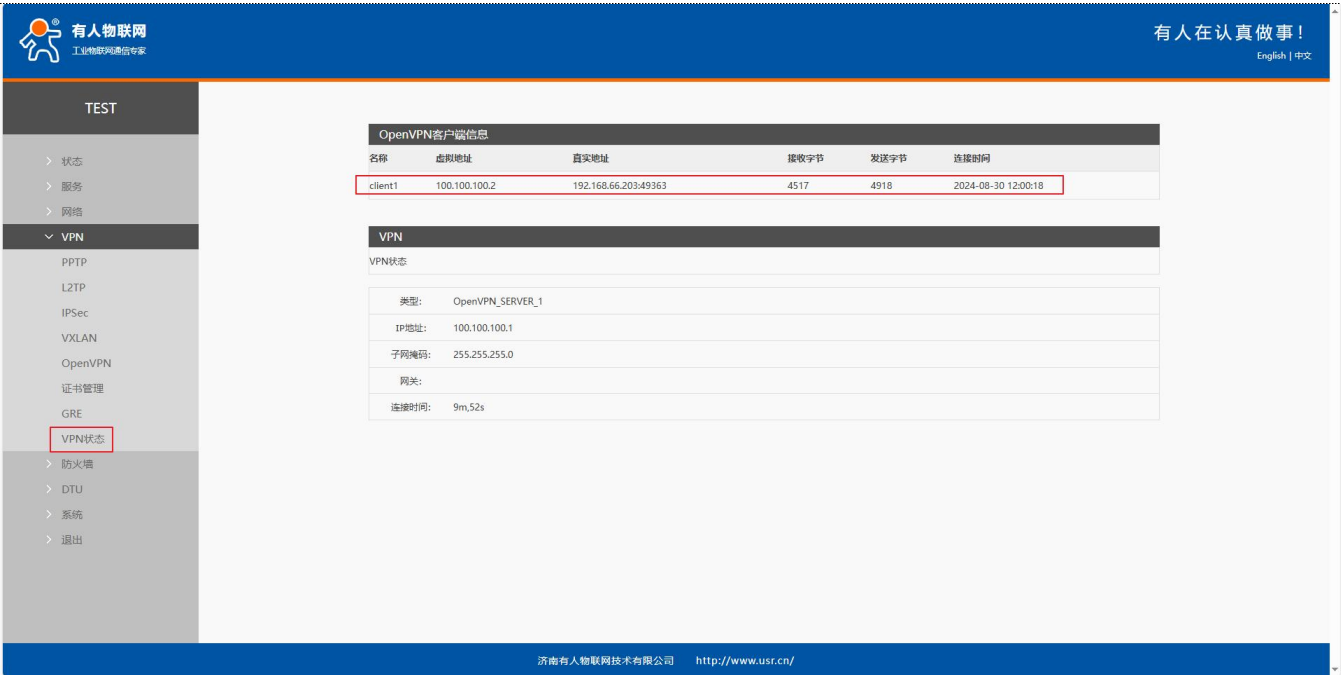 有人物联网
®
工业物联网通信专家
有人在认真做事！
English | 中文
TEST
状态
服务
网络
VPN
PPTP
L2TP
IPSec
VXLAN
OpenVPN
证书管理
GRE
VPN状态
防火墙
DTU
系统
退出
OpenVPN客户端信息
名称 虚拟地址 真实地址 接收字节 发送字节 连接时间
client1 100.100.100.2 192.168.66.203:49363 4517 4918 2024-08-30 12:00:18
VPN
VPN状态
类型: OpenVPN_SERVER_1
IP地址: 100.100.100.1
子网掩码: 255.255.255.0
网关:
连接时间: 9m,52s
济南有人物联网技术有限公司 http://www.usr.cn/